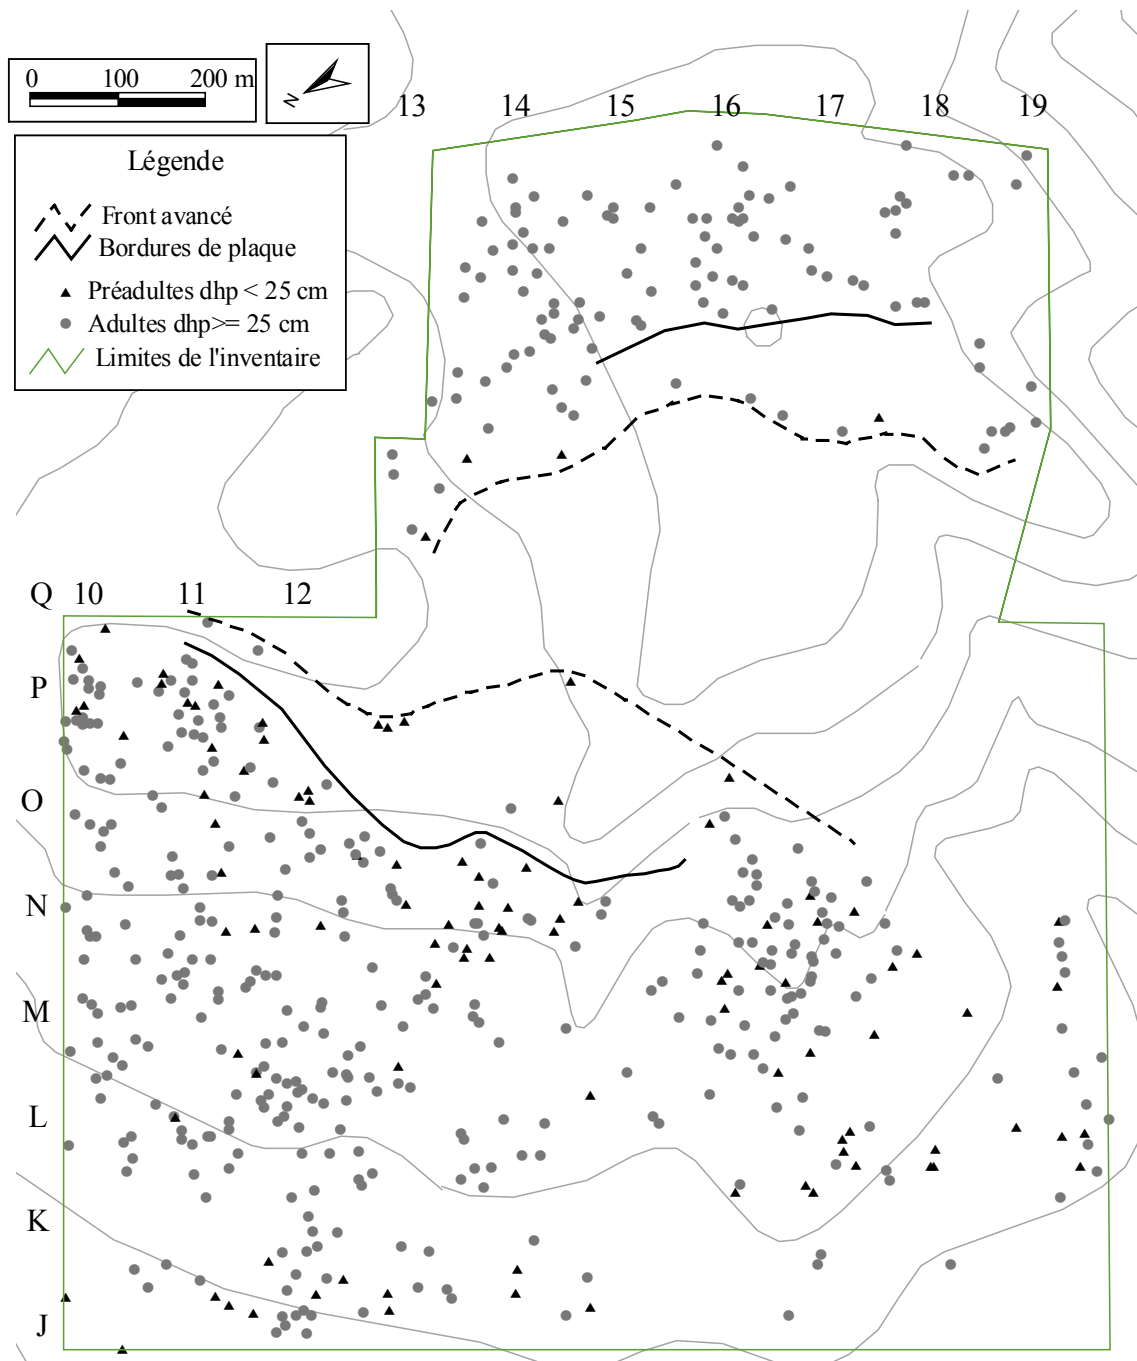 0 100 200 m
N
13 14 15 16 17 18 19
Légende
Front avancé
Bordures de plaque
Préadultes dhp < 25 cm
Adultes dhp>= 25 cm
Limites de l'inventaire
Q 10 11 12
P
O
N
M
L
K
J